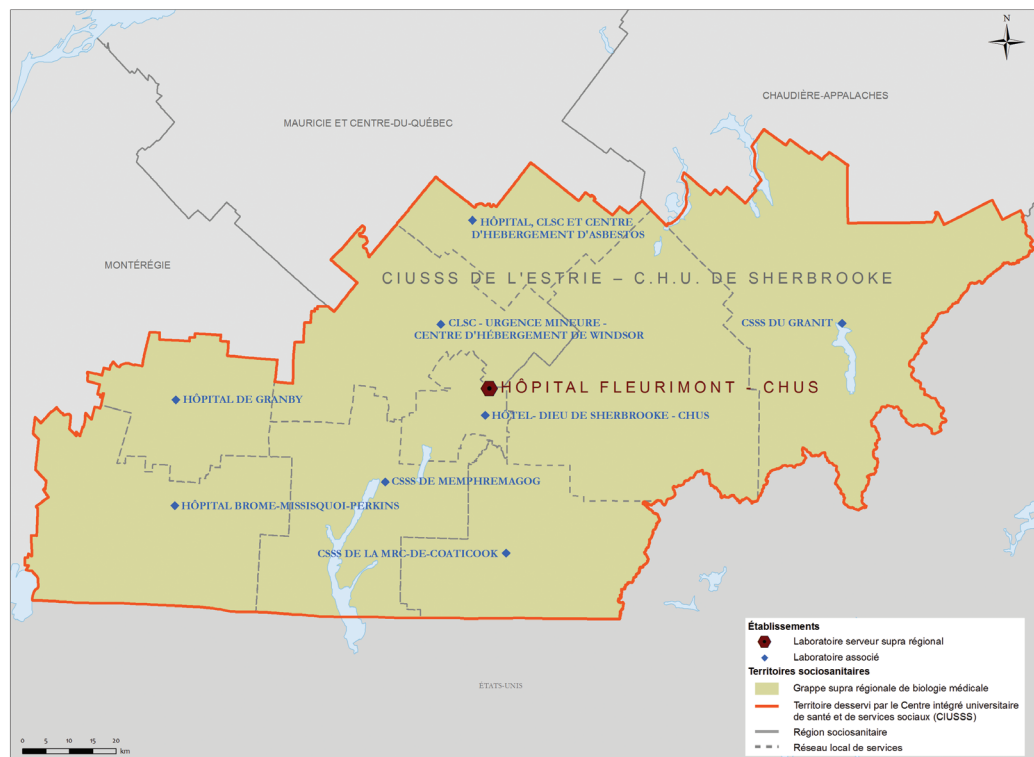 N
CHAUDIÈRE-APPALACHES
MAURICIE ET CENTRE-DU-QUÉBEC
MONTÉRÉGIE
HÔPITAL, CLSC ET CENTRE
D'HEBERGEMENT D'ASBESTOS
CIUSSS DE L'ESTRIE – C.H.U. DE SHERBROOKE
CLSC - URGENCE MINEURE -
CENTRE D'HÉBERGEMENT DE WINDSOR
CSSS DU GRANIT
HÔPITAL FLEURIMONT - CHUS
HÔPITAL DE GRANBY
HÔTEL- DIEU DE SHERBROOKE - CHUS
CSSS DE MEMPHREMAGOG
HÔPITAL BROME-MISSISQUOI-PERKINS
CSSS DE LA MRC-DE-COATICOOK
ÉTATS-UNIS
Établissements
Laboratoire serveur supra régional
Laboratoire associé
Territoires sociosanitaires
Grappe supra régionale de biologie médicale
Territoire desservi par le Centre intégré universitaire
de santé et de services sociaux (CIUSSS)
Région sociosanitaire
Réseau local de services
0 5 10 15 20
km